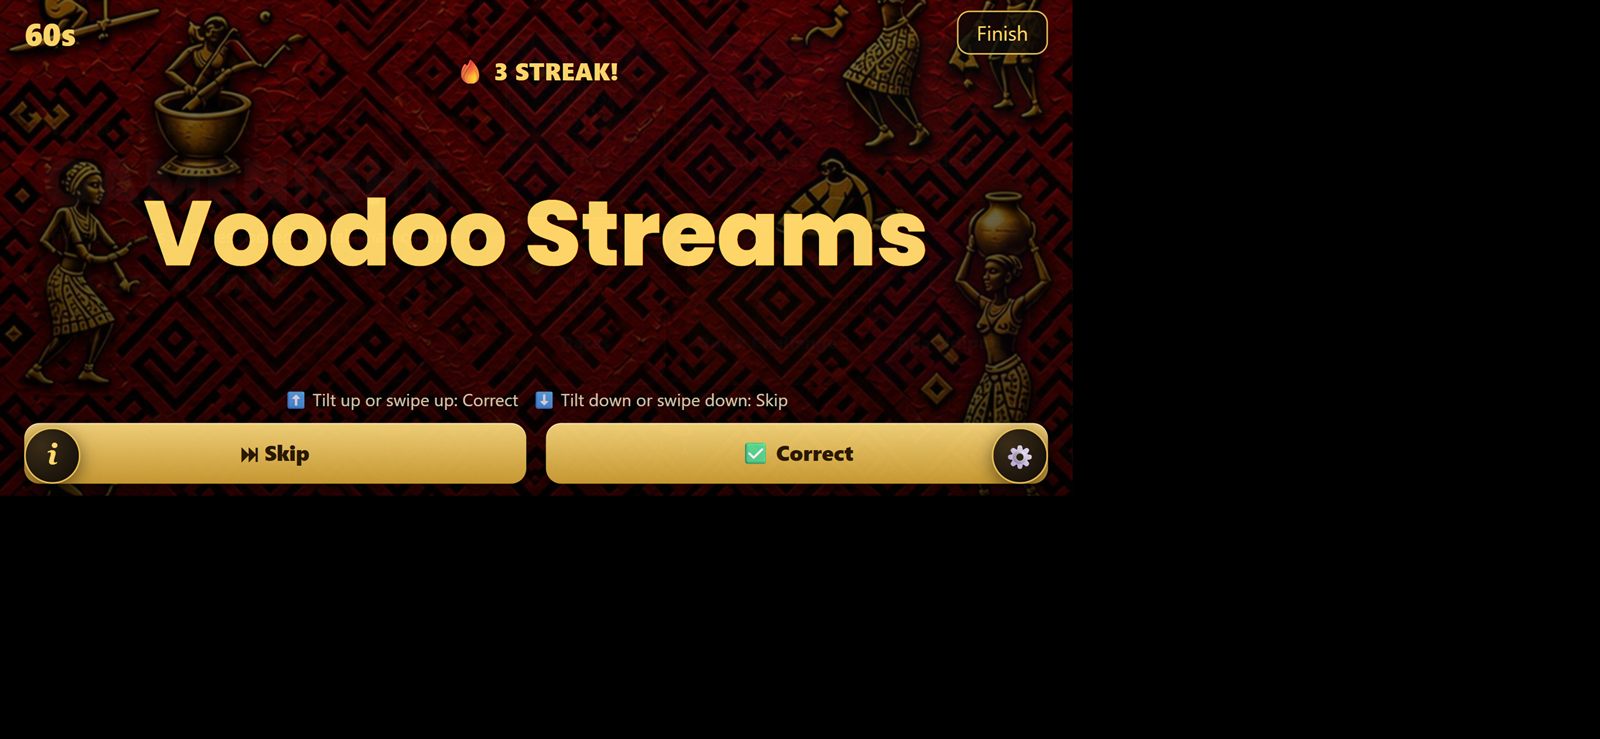 60s
Finish
🔥 3 STREAK!
Voodoo Streams
⬆️ Tilt up or swipe up: Correct ⬇️ Tilt down or swipe down: Skip
i
⏭ Skip
✅ Correct